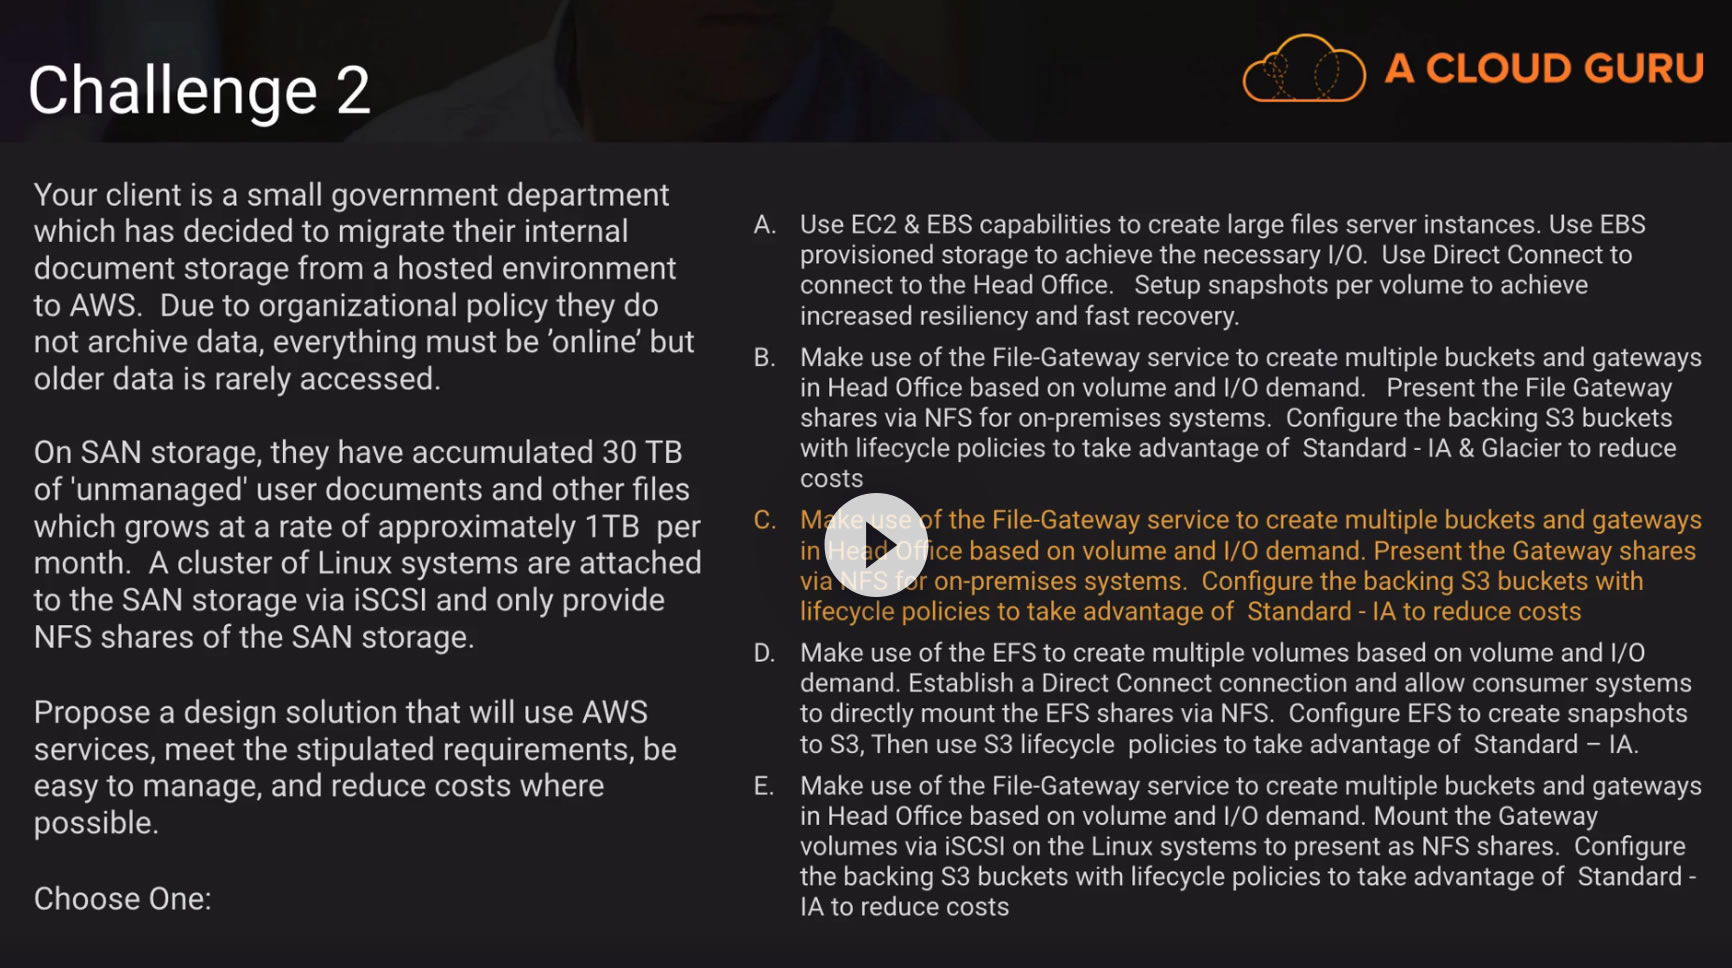 Challenge 2
A CLOUD GURU
Your client is a small government department
which has decided to migrate their internal
document storage from a hosted environment
to AWS.  Due to organizational policy they do
not archive data, everything must be ’online’ but
older data is rarely accessed.
On SAN storage, they have accumulated 30 TB
of 'unmanaged' user documents and other files
which grows at a rate of approximately 1TB  per
month.  A cluster of Linux systems are attached
to the SAN storage via iSCSI and only provide
NFS shares of the SAN storage.
Propose a design solution that will use AWS
services, meet the stipulated requirements, be
easy to manage, and reduce costs where
possible.
Choose One:
A. Use EC2 & EBS capabilities to create large files server instances. Use EBS
provisioned storage to achieve the necessary I/O.  Use Direct Connect to
connect to the Head Office.   Setup snapshots per volume to achieve
increased resiliency and fast recovery.
B. Make use of the File-Gateway service to create multiple buckets and gateways
in Head Office based on volume and I/O demand.   Present the File Gateway
shares via NFS for on-premises systems.  Configure the backing S3 buckets
with lifecycle policies to take advantage of  Standard - IA & Glacier to reduce
costs
C. Make use of the File-Gateway service to create multiple buckets and gateways
in Head Office based on volume and I/O demand. Present the Gateway shares
via NFS for on-premises systems.  Configure the backing S3 buckets with
lifecycle policies to take advantage of  Standard - IA to reduce costs
D. Make use of the EFS to create multiple volumes based on volume and I/O
demand. Establish a Direct Connect connection and allow consumer systems
to directly mount the EFS shares via NFS.  Configure EFS to create snapshots
to S3, Then use S3 lifecycle  policies to take advantage of  Standard – IA.
E. Make use of the File-Gateway service to create multiple buckets and gateways
in Head Office based on volume and I/O demand. Mount the Gateway
volumes via iSCSI on the Linux systems to present as NFS shares.  Configure
the backing S3 buckets with lifecycle policies to take advantage of  Standard -
IA to reduce costs